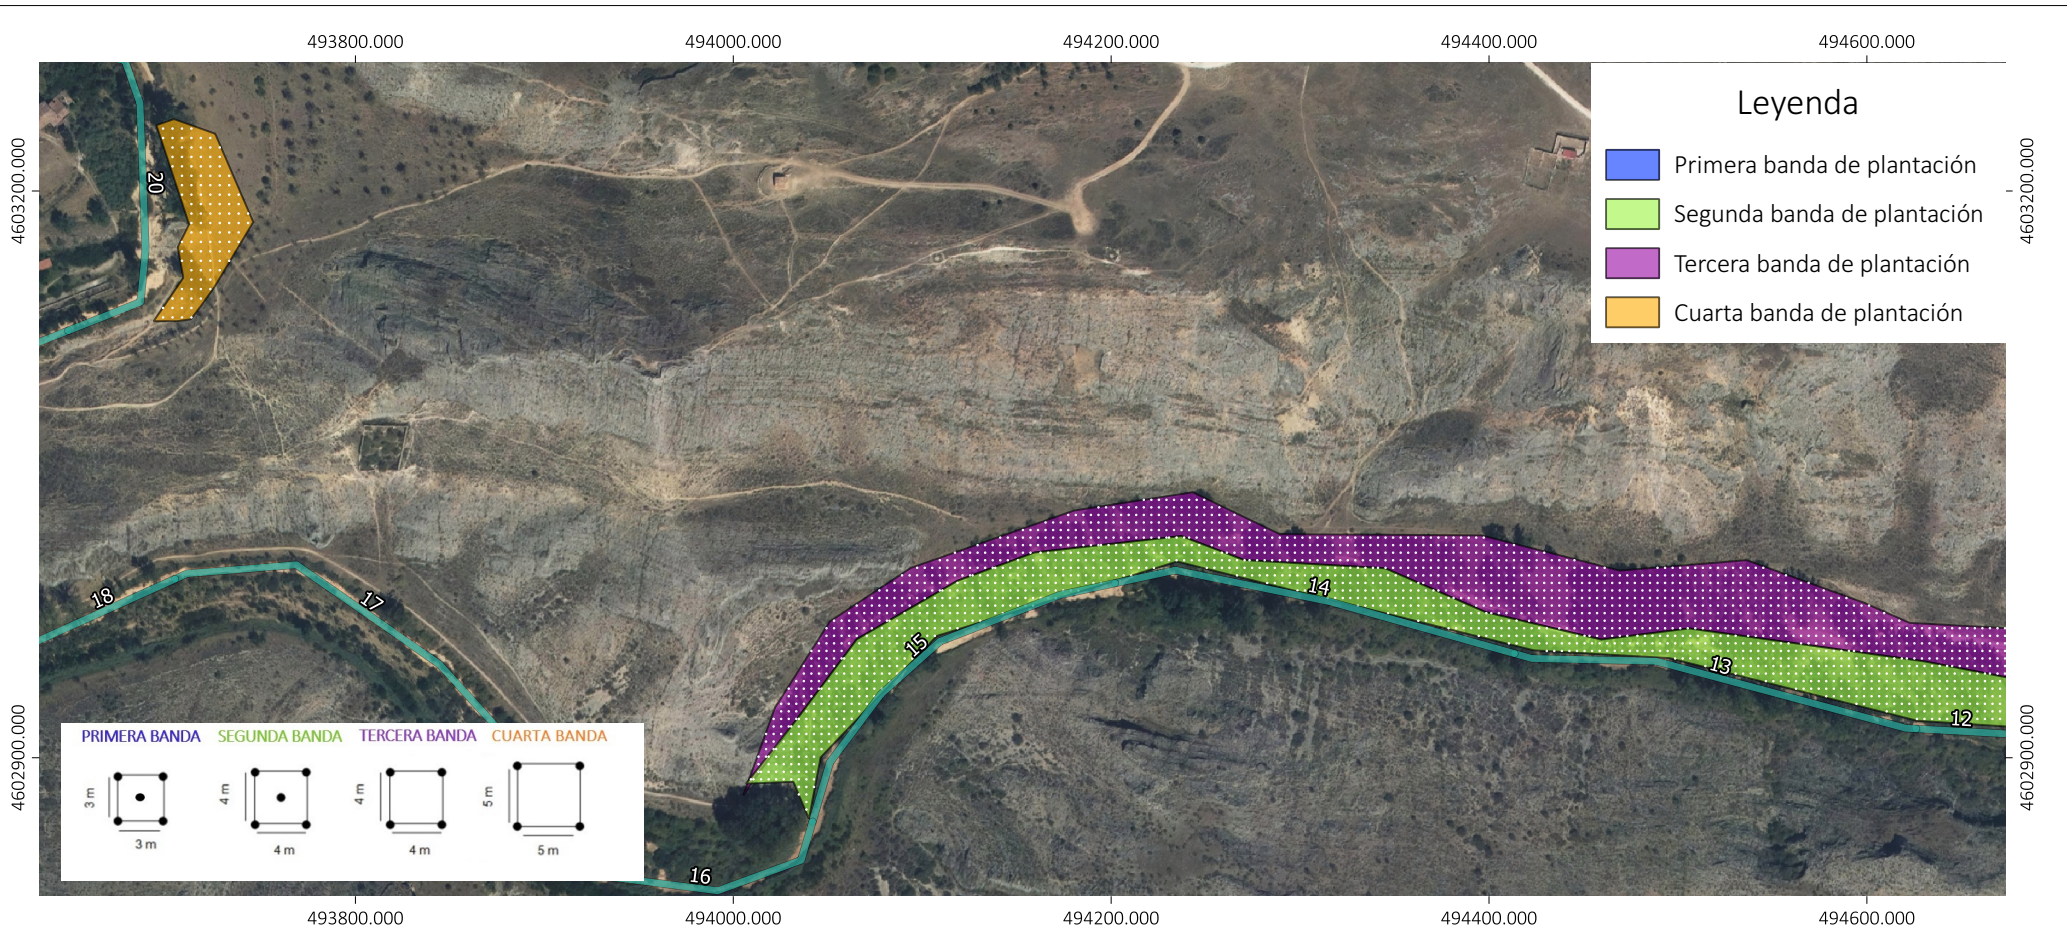 493800.000 494000.000 494200.000 494400.000 494600.000
4603200.000
4603200.000
Leyenda
Primera banda de plantación
Segunda banda de plantación
Tercera banda de plantación
Cuarta banda de plantación
20
18
17
15
14
13
12
16
4602900.000
4602900.000
PRIMERA BANDA SEGUNDA BANDA TERCERA BANDA CUARTA BANDA
3 m 4 m 4 m 5 m
3 m 4 m 4 m 5 m
493800.000 494000.000 494200.000 494400.000 494600.000